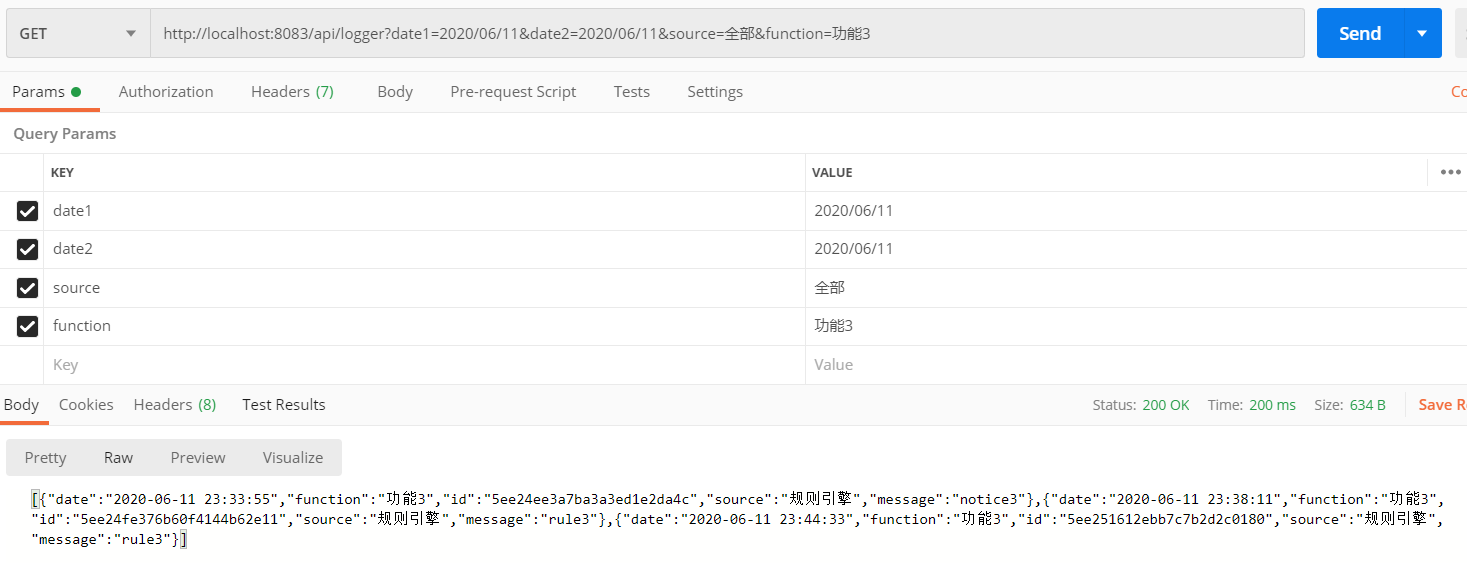 GET http://localhost:8083/api/logger?date1=2020/06/11&date2=2020/06/11&source=全部&function=功能3 Send
Params Authorization Headers (7) Body Pre-request Script Tests Settings Co
Query Params
KEY VALUE
date1 2020/06/11
date2 2020/06/11
source 全部
function 功能3
Key Value
Body Cookies Headers (8) Test Results Status: 200 OK Time: 200 ms Size: 634 B Save R
Pretty Raw Preview Visualize
[{"date":"2020-06-11 23:33:55","function":"功能3","id":"5ee24ee3a7ba3a3ed1e2da4c","source":"规则引擎","message":"notice3"},{"date":"2020-06-11 23:38:11","function":"功能3",
"id":"5ee24fe376b60f4144b62e11","source":"规则引擎","message":"rule3"},{"date":"2020-06-11 23:44:33","function":"功能3","id":"5ee251612ebb7c7b2d2c0180","source":"规则引擎",
"message":"rule3"}]